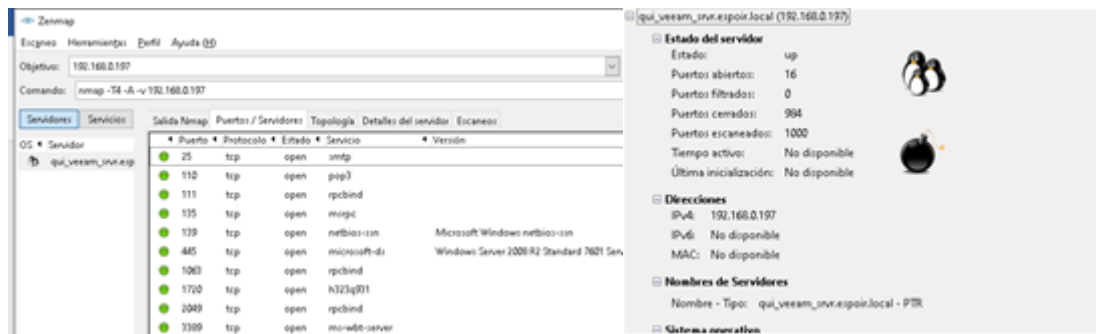 Zenmap
Escaneo Herramientas Perfil Ayuda (H)
Objetivo: 192.168.0.197
Comando: nmap -T4 -A -v 192.168.0.197
Servidores Servicios
Salida Nmap Puertos / Servidores Topología Detalles del servidor Escaneos
OS Servidor
qui_veeam_srvr.esp
Puerto Protocolo Estado Servicio Versión
25 tcp open smtp
110 tcp open pop3
111 tcp open rpcbind
135 tcp open msrpc
139 tcp open netbios-ssn Microsoft Windows netbios-ssn
445 tcp open microsoft-ds Windows Server 2008 R2 Standard 7601 Serv
1063 tcp open rpcbind
1720 tcp open h323q931
2049 tcp open rpcbind
3389 tcp open ms-wbt-server
qui_veeam_srvr.espoir.local (192.168.0.197)
Estado del servidor
Estado: up
Puertos abiertos: 16
Puertos filtrados: 0
Puertos cerrados: 984
Puertos escaneados: 1000
Tiempo activo: No disponible
Última inicialización: No disponible
Direcciones
IPv4: 192.168.0.197
IPv6: No disponible
MAC: No disponible
Nombres de Servidores
Nombre - Tipo: qui_veeam_srvr.espoir.local - PTR
Sistema operativo